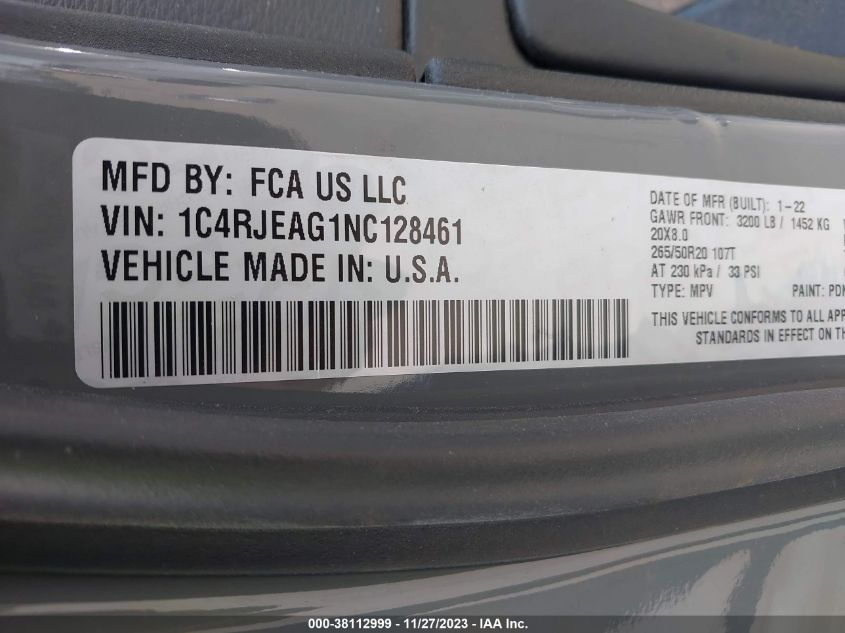 MFD BY: FCA US LLC
VIN: 1C4RJEAG1NC128461
VEHICLE MADE IN: U.S.A.
DATE OF MFR (BUILT): 1-22
GAWR FRONT: 3200 LB / 1452 KG
20X8.0
265/50R20 107T
AT 230 kPa / 33 PSI
TYPE: MPV PAINT: PDN
THIS VEHICLE CONFORMS TO ALL APP
STANDARDS IN EFFECT ON TH
000-38112999 - 11/27/2023 - IAA Inc.